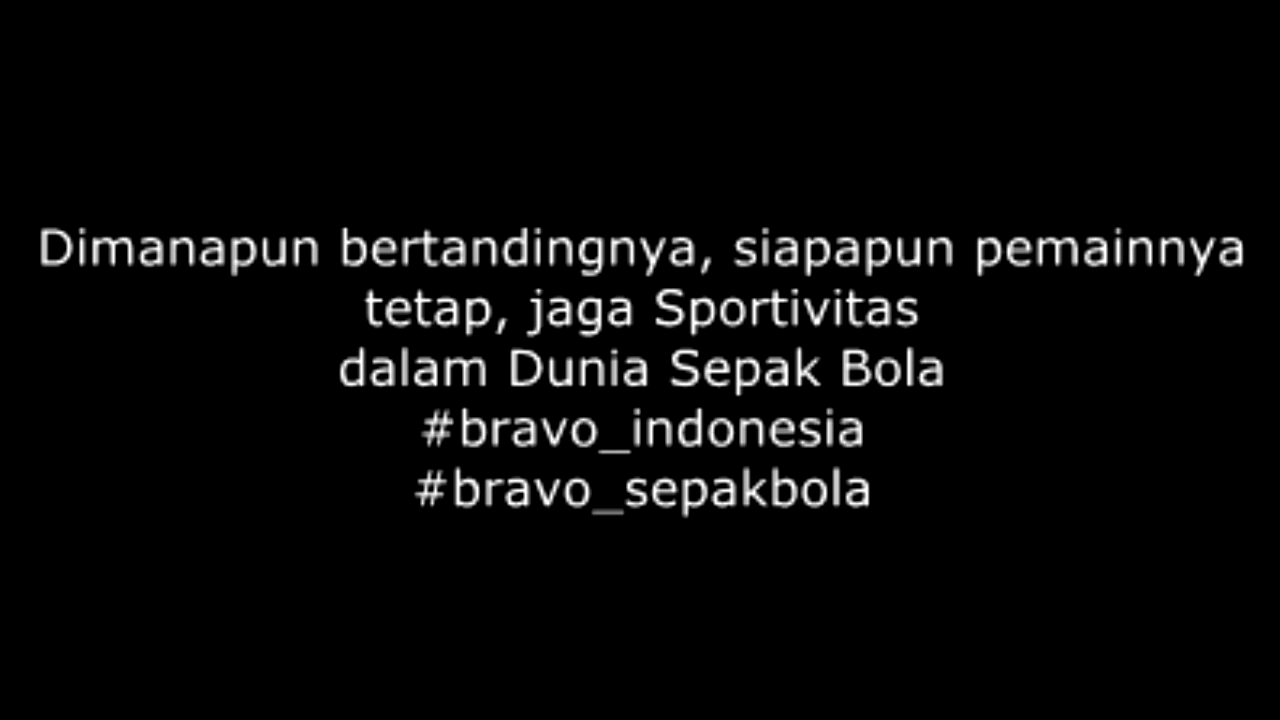 Dimanapun bertandingnya, siapapun pemainnya
tetap, jaga Sportivitas
dalam Dunia Sepak Bola
#bravo_indonesia
#bravo_sepakbola